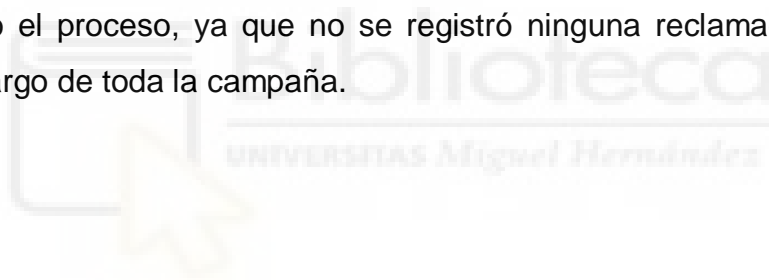 o el proceso, ya que no se registró ninguna reclama
argo de toda la campaña.
Biblioteca
UNIVERSITAS Miguel Hernández